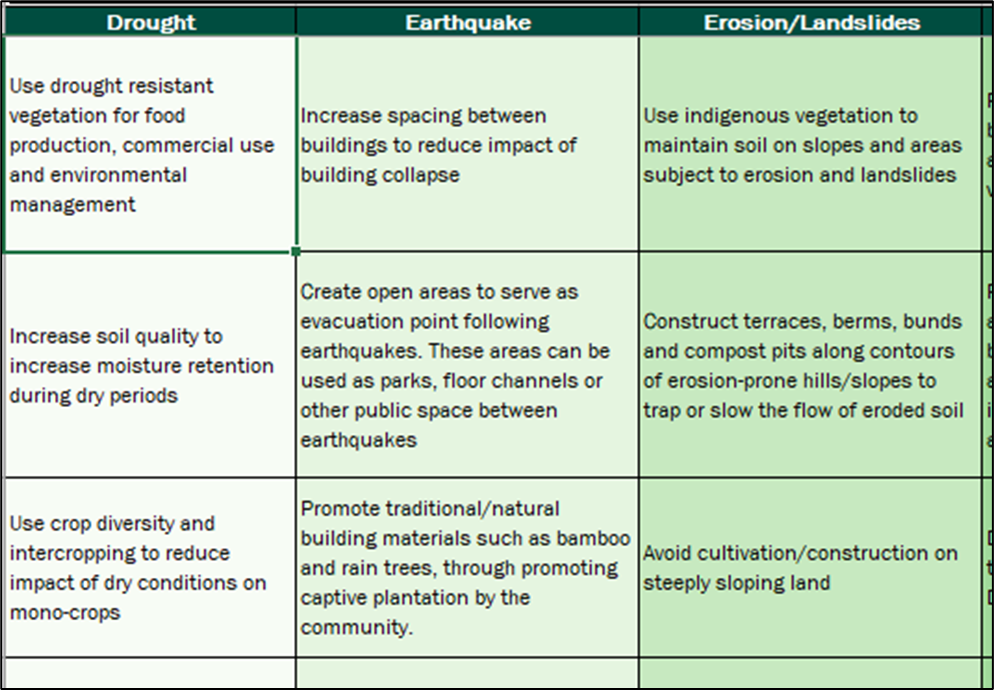 Drought
Earthquake
Erosion/Landslides
Use drought resistant
vegetation for food
production, commercial use
and environmental
management
Increase spacing between
buildings to reduce impact of
building collapse
Use indigenous vegetation to
maintain soil on slopes and areas
subject to erosion and landslides
Increase soil quality to
increase moisture retention
during dry periods
Create open areas to serve as
evacuation point following
earthquakes. These areas can be
used as parks, floor channels or
other public space between
earthquakes
Construct terraces, berms, bunds
and compost pits along contours
of erosion-prone hills/slopes to
trap or slow the flow of eroded soil
Use crop diversity and
intercropping to reduce
impact of dry conditions on
mono-crops
Promote traditional/natural
building materials such as bamboo
and rain trees, through promoting
captive plantation by the
community.
Avoid cultivation/construction on
steeply sloping land